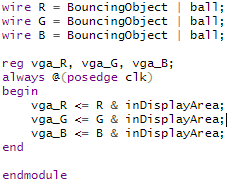 wire R = BouncingObject | ball;
wire G = BouncingObject | ball;
wire B = BouncingObject | ball;
reg vga_R, vga_G, vga_B;
always @(posedge clk)
begin
vga_R <= R & inDisplayArea;
vga_G <= G & inDisplayArea;
vga_B <= B & inDisplayArea;
end
endmodule